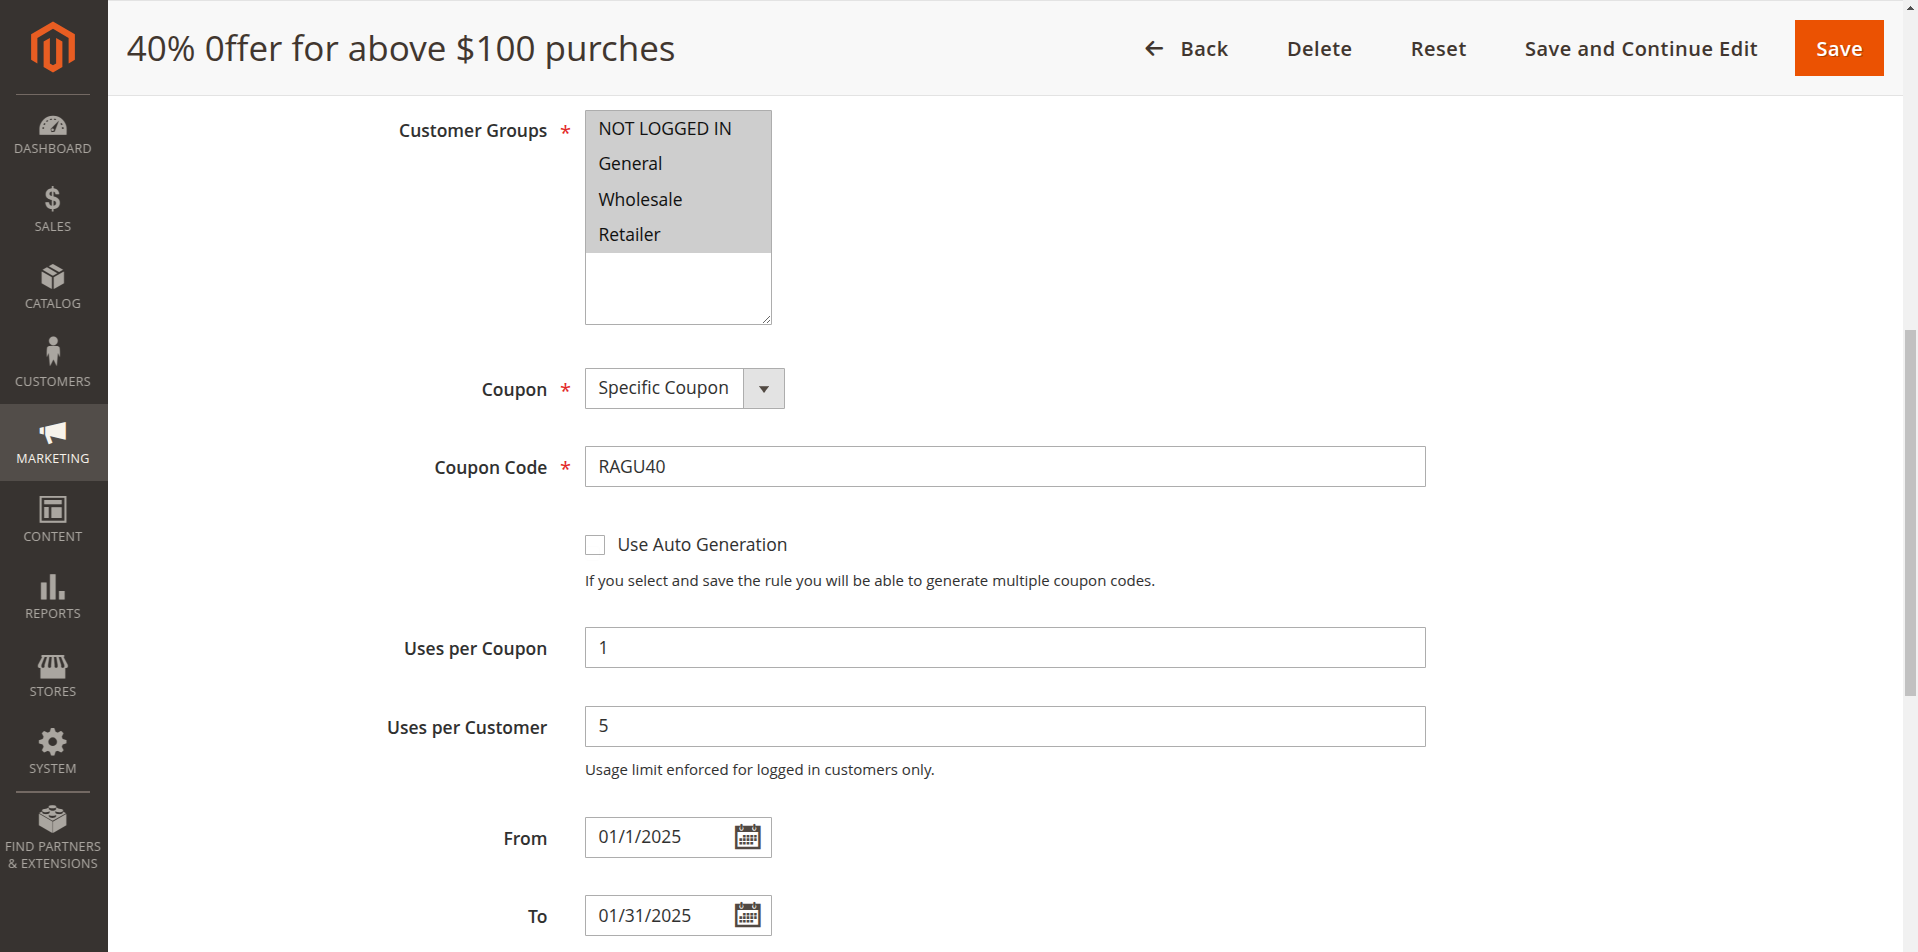 40% 0ffer for above $100 purches
Back
Delete
Reset
Save and Continue Edit
Save
DASHBOARD
SALES
CATALOG
CUSTOMERS
MARKETING
CONTENT
REPORTS
STORES
SYSTEM
FIND PARTNERS
& EXTENSIONS
Customer Groups *
NOT LOGGED IN
General
Wholesale
Retailer
Coupon * Specific Coupon
Coupon Code * RAGU40
Use Auto Generation
If you select and save the rule you will be able to generate multiple coupon codes.
Uses per Coupon 1
Uses per Customer 5
Usage limit enforced for logged in customers only.
From 01/1/2025
To 01/31/2025